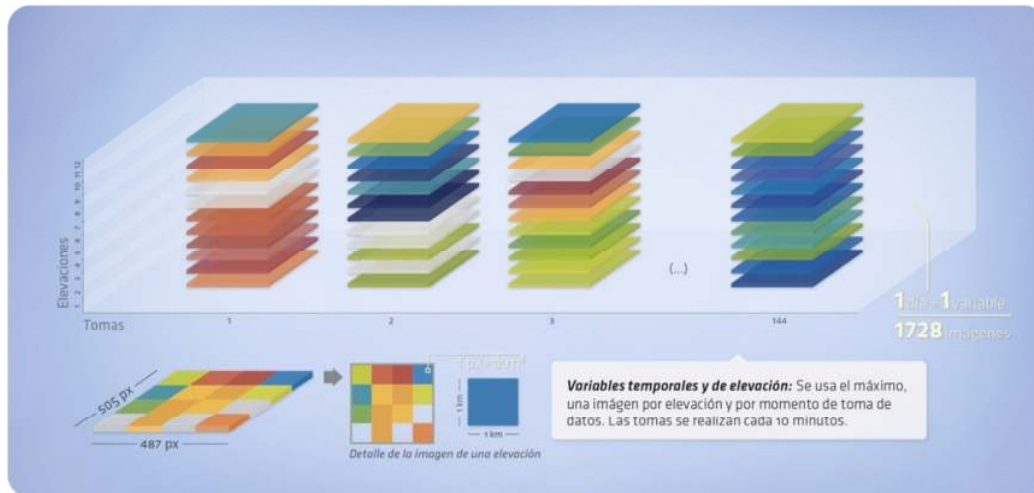 Elevaciones
1 2 3 4 5 6 7 8 9 10 11 12
Tomas
1
2
3
(...)
144
1 día = 1 variable
1728 imágenes
505 px
487 px
1 km
1 km
Detalle de la imagen de una elevación
Variables temporales y de elevación: Se usa el máximo,
una imágen por elevación y por momento de toma de
datos. Las tomas se realizan cada 10 minutos.